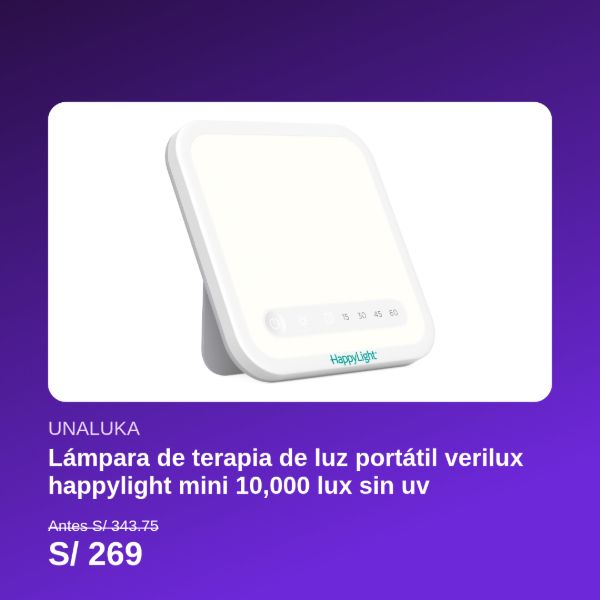 15 30 45 60
HappyLight
UNALUKA
Lámpara de terapia de luz portátil verilux
happylight mini 10,000 lux sin uv
Antes S/ 343.75
S/ 269